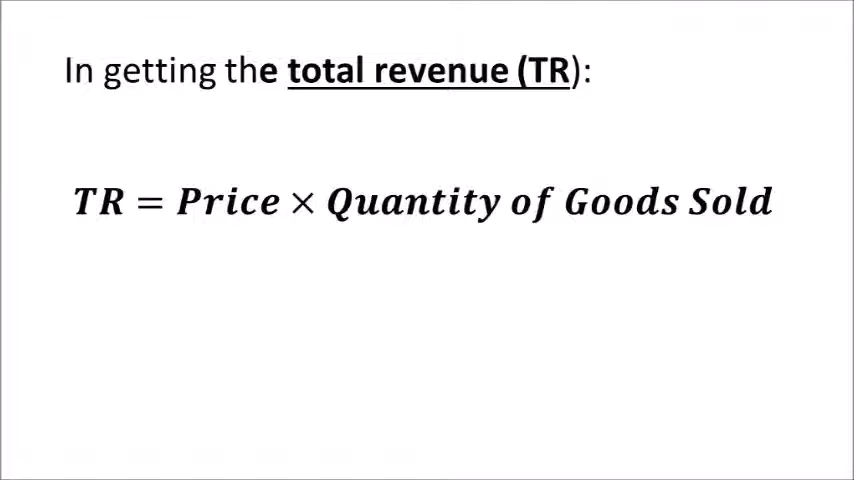 In getting the total revenue (TR):
TR = Price × Quantity of Goods Sold